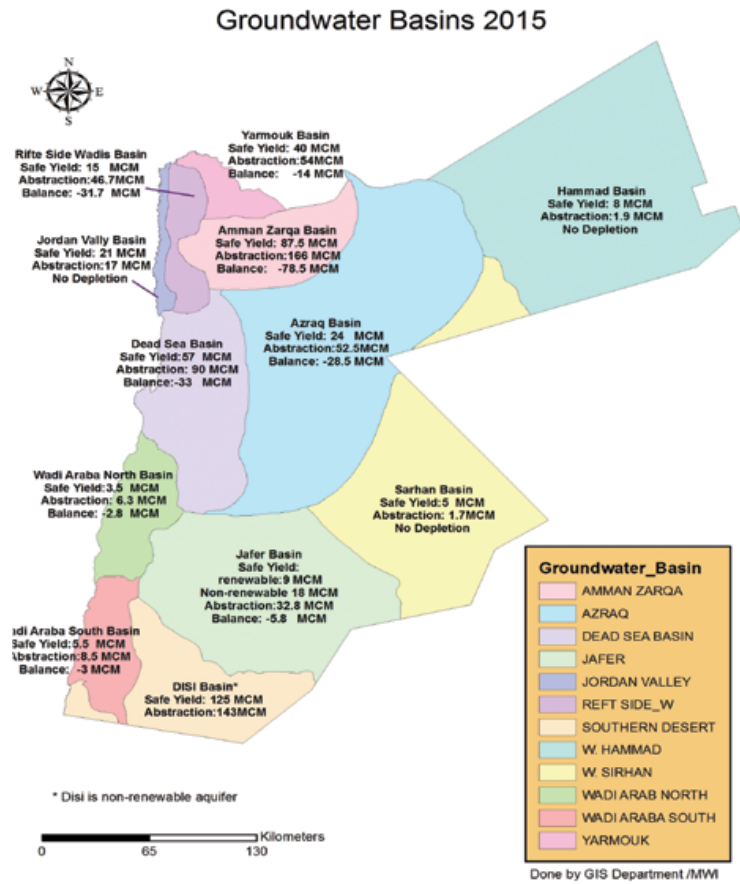 Groundwater Basins 2015
N
W E
S
Yarmouk Basin
Safe Yield: 40 MCM
Abstraction:54MCM
Balance: -14 MCM
Rifte Side Wadis Basin
Safe Yield: 15 MCM
Abstraction:46.7MCM
Balance: -31.7 MCM
Hammad Basin
Safe Yield: 8 MCM
Abstraction:1.9 MCM
No Depletion
Amman Zarqa Basin
Safe Yield: 87.5 MCM
Abstraction:166 MCM
Balance: -78.5 MCM
Jordan Vally Basin
Safe Yield: 21 MCM
Abstraction:17 MCM
No Depletion
Azraq Basin
Safe Yield: 24 MCM
Abstraction:52.5MCM
Balance: -28.5 MCM
Dead Sea Basin
Safe Yield:57 MCM
Abstraction: 90 MCM
Balance:-33 MCM
Wadi Araba North Basin
Safe Yield: 3.5 MCM
Abstraction: 6.3 MCM
Balance: -2.8 MCM
Sarhan Basin
Safe Yield:5 MCM
Abstraction: 1.7MCM
No Depletion
Jafer Basin
Safe Yield:
renewable:9 MCM
Non-renewable 18 MCM
Abstraction:32.8 MCM
Balance: -5.8 MCM
adi Araba South Basin
Safe Yield:5.5 MCM
Abstraction:8.5 MCM
Balance: -3 MCM
DISI Basin*
Safe Yield: 125 MCM
Abstraction:143MCM
* Disi is non-renewable aquifer
Kilometers
0 65 130
Groundwater_Basin
AMMAN ZARQA
AZRAQ
DEAD SEA BASIN
JAFER
JORDAN VALLEY
REFT SIDE_W
SOUTHERN DESERT
W. HAMMAD
W. SIRHAN
WADI ARAB NORTH
WADI ARABA SOUTH
YARMOUK
Done by GIS Department /MWI